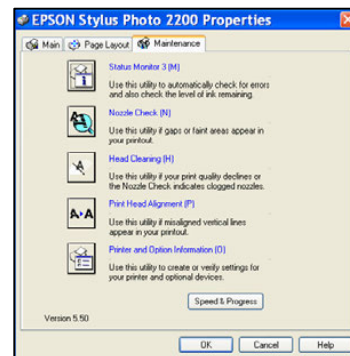 EPSON Stylus Photo 2200 Properties
Main Page Layout Maintenance
Status Monitor 3 (M)
Use this utility to automatically check for errors
and also check the level of ink remaining.
Nozzle Check (N)
Use this utility if gaps or faint areas appear in
your printout.
Head Cleaning (H)
Use this utility if your print quality declines or
the Nozzle Check indicates clogged nozzles.
Print Head Alignment (P)
A▸A
Use this utility if misaligned vertical lines
appear in your printout.
Printer and Option Information (O)
Use this utility to create or verify settings for
your printer and optional devices.
Speed & Progress
Version 5.50
OK Cancel Help